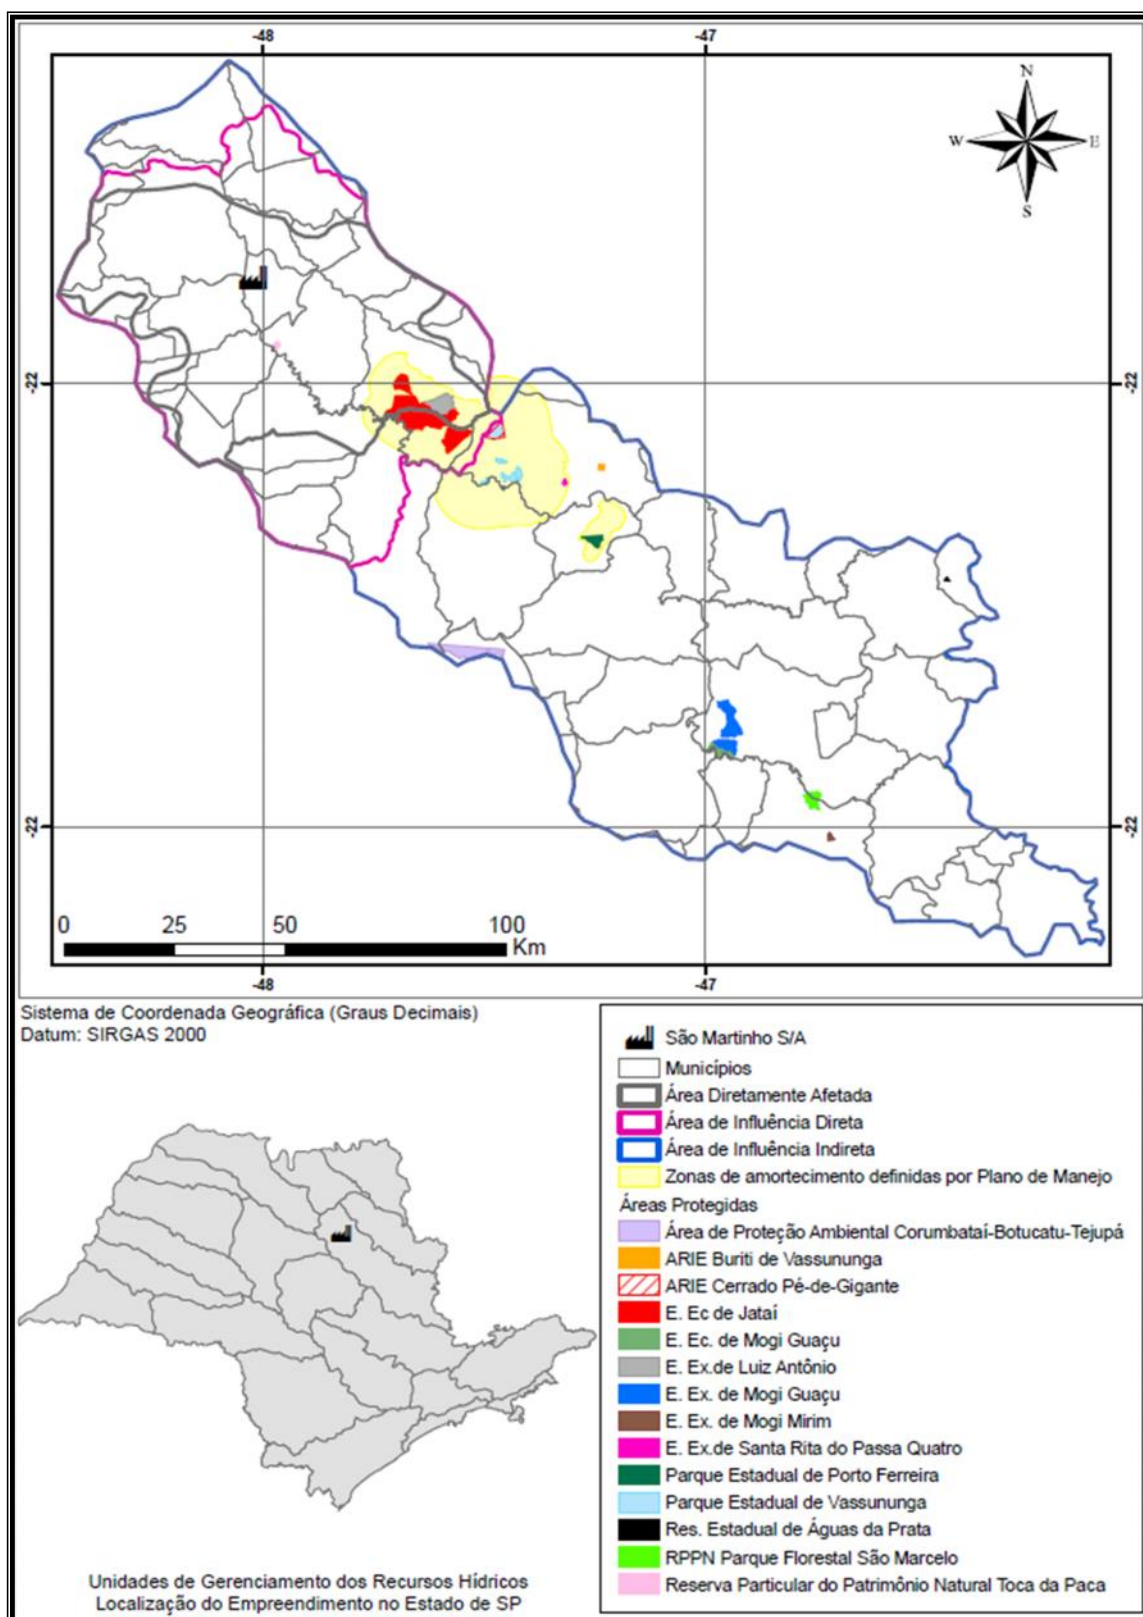 -48 -47
N
W E
S
-22 -22
-22 -22
0 25 50 100
Km
-48 -47
Sistema de Coordenada Geográfica (Graus Decimais)
Datum: SIRGAS 2000
São Martinho S/A
Municípios
Área Diretamente Afetada
Área de Influência Direta
Área de Influência Indireta
Zonas de amortecimento definidas por Plano de Manejo
Áreas Protegidas
Área de Proteção Ambiental Corumbataí-Botucatu-Tejupá
ARIE Buriti de Vassununga
ARIE Cerrado Pé-de-Gigante
E. Ec de Jataí
E. Ec. de Mogi Guaçu
E. Ex.de Luiz Antônio
E. Ex. de Mogi Guaçu
E. Ex. de Mogi Mirim
E. Ex.de Santa Rita do Passa Quatro
Parque Estadual de Porto Ferreira
Parque Estadual de Vassununga
Res. Estadual de Águas da Prata
RPPN Parque Florestal São Marcelo
Reserva Particular do Patrimônio Natural Toca da Paca
Unidades de Gerenciamento dos Recursos Hídricos
Localização do Empreendimento no Estado de SP